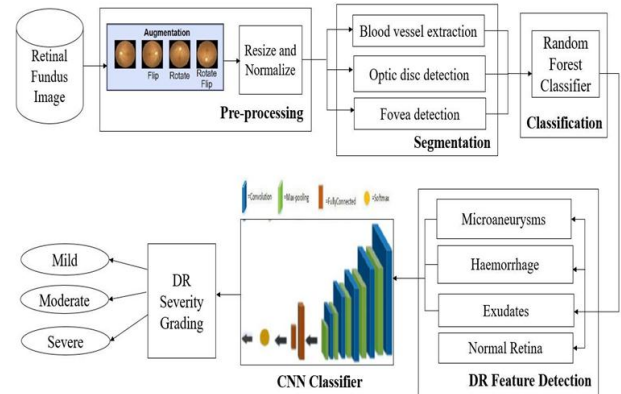 Retinal
Fundus
Image
Augmentation
Flip
Rotate
Rotate
Flip
Resize and
Normalize
Pre-processing
Blood vessel extraction
Optic disc detection
Fovea detection
Segmentation
Random
Forest
Classifier
Classification
Microaneurysms
Haemorrhage
Exudates
Normal Retina
DR Feature Detection
=Convolution
=Max-pooling
=FullyConnected
=Softmax
CNN Classifier
DR
Severity
Grading
Mild
Moderate
Severe